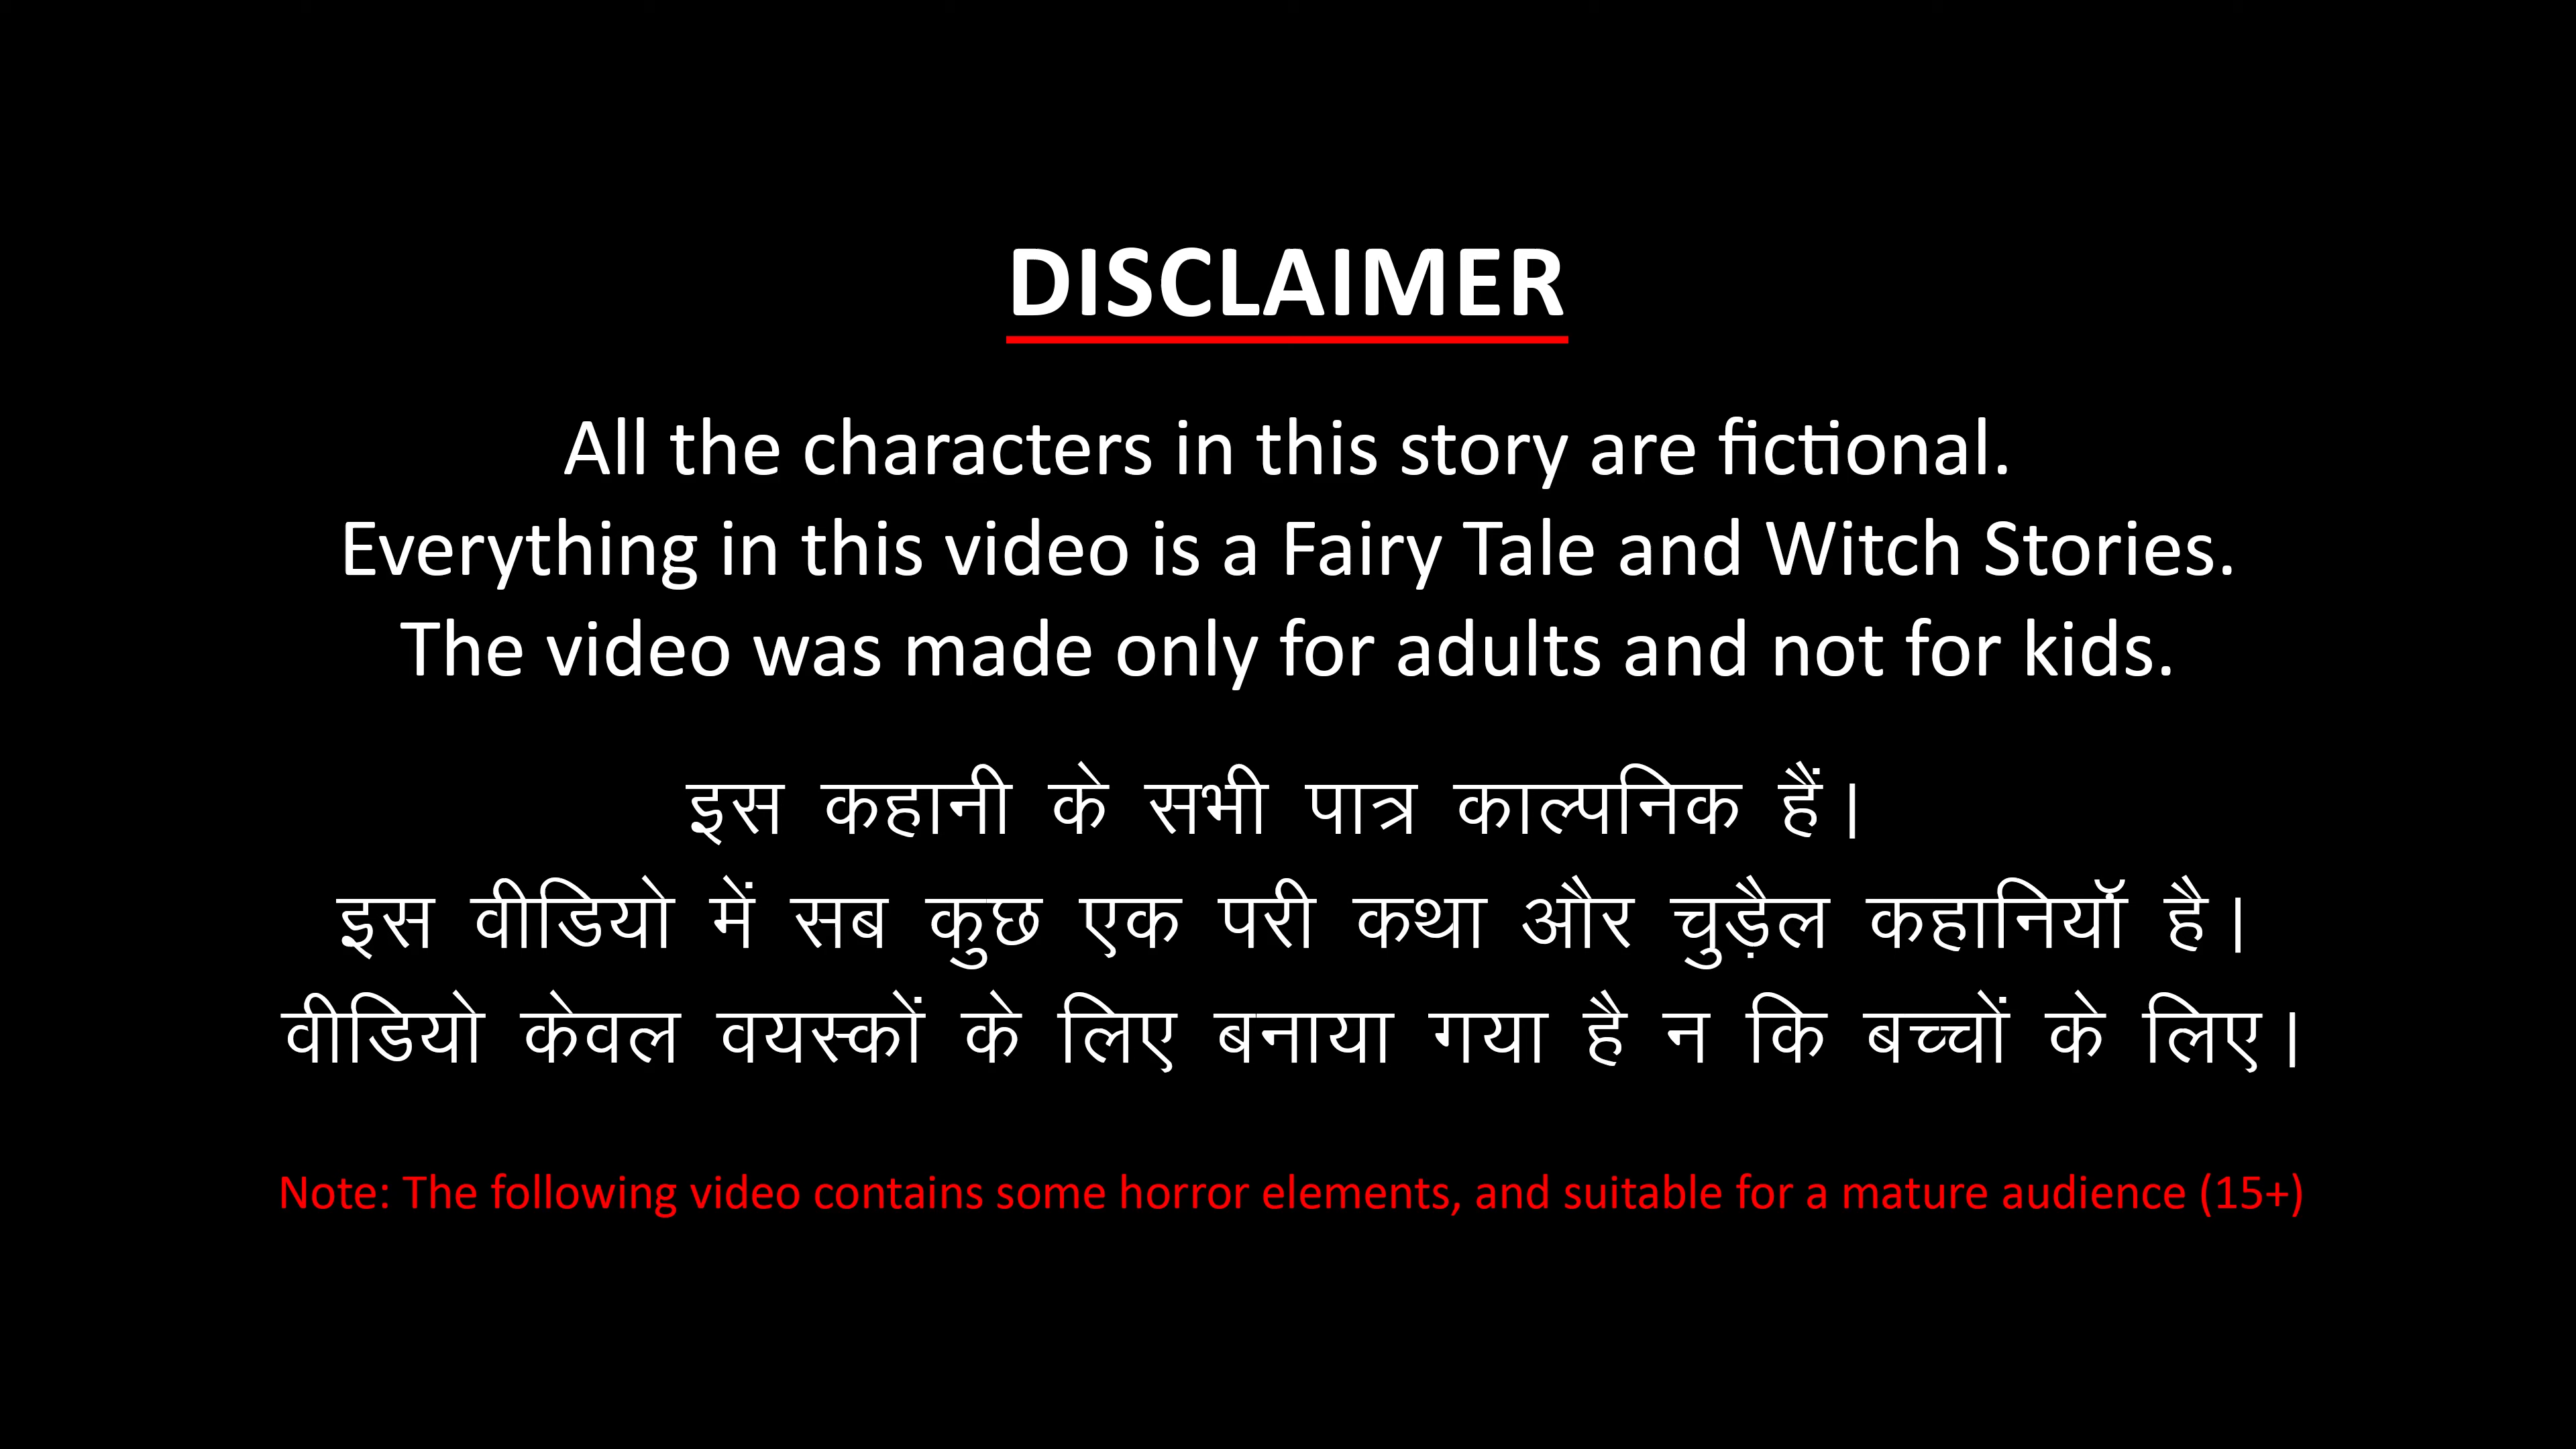 DISCLAIMER
All the characters in this story are fictional.
Everything in this video is a Fairy Tale and Witch Stories.
The video was made only for adults and not for kids.
इस कहानी के सभी पात्र काल्पनिक हैं।
इस वीडियो में सब कुछ एक परी कथा और चुड़ैल कहानियॉ है।
वीडियो केवल वयस्कों के लिए बनाया गया है न कि बच्चों के लिए।
Note: The following video contains some horror elements, and suitable for a mature audience (15+)